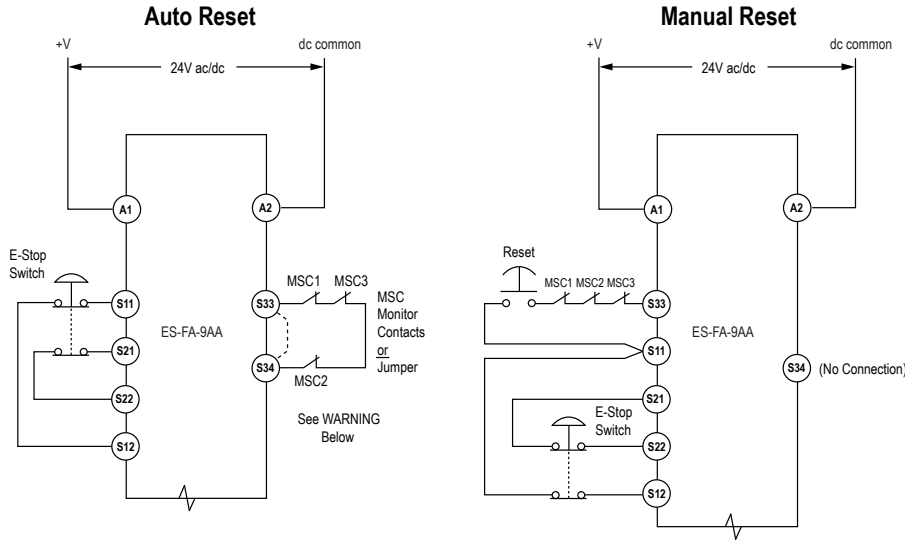 Auto Reset
+V
dc common
24V ac/dc
A1
A2
E-Stop
Switch
S11
S21
S22
S12
ES-FA-9AA
S33
S34
MSC1
MSC3
MSC2
MSC
Monitor
Contacts
or
Jumper
See WARNING
Below
Manual Reset
+V
dc common
24V ac/dc
A1
A2
Reset
MSC1
MSC2
MSC3
S33
S11
S21
S22
S12
ES-FA-9AA
S34
(No Connection)
E-Stop
Switch